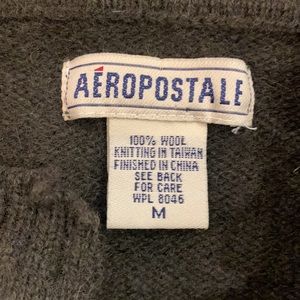 AÉROPOSTALE
100% WOOL
KNITTING IN TAIWAN
FINISHED IN CHINA
SEE BACK
FOR CARE
WPL 8046
M